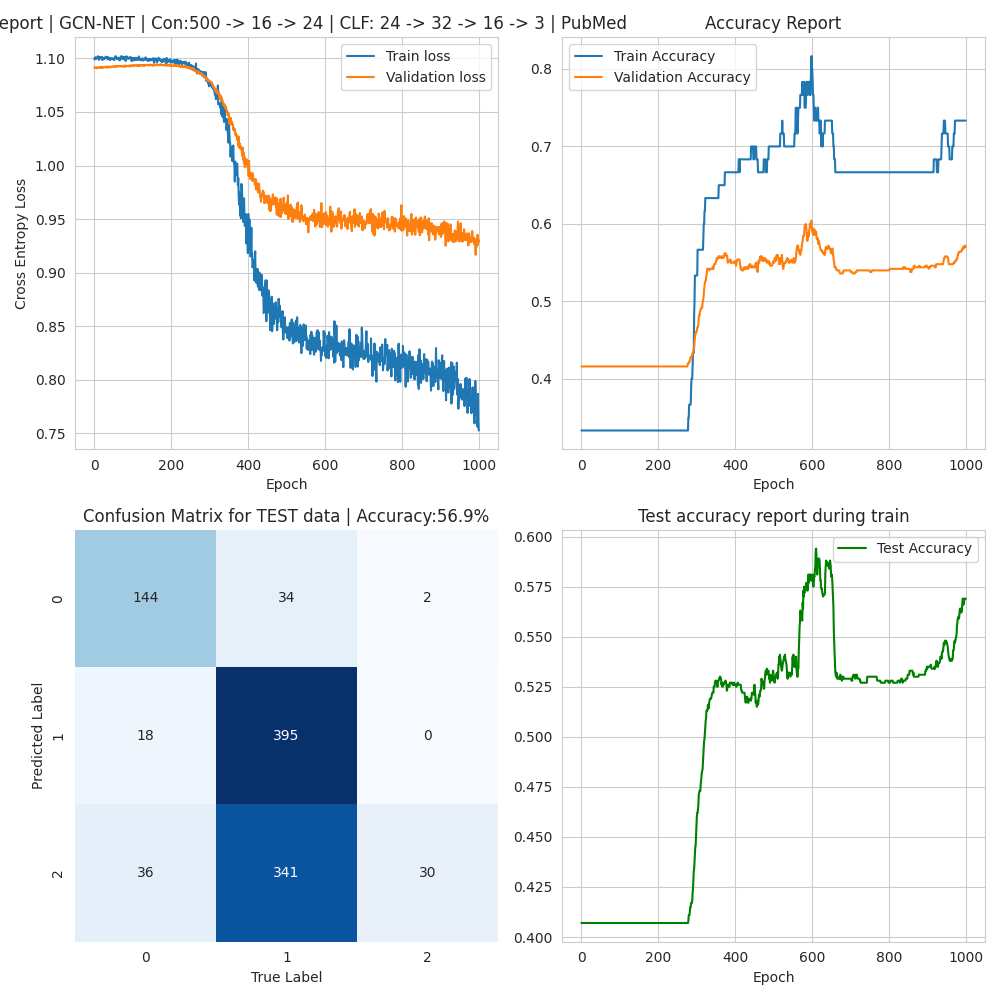 eport | GCN-NET | Con:500 -> 16 -> 24 | CLF: 24 -> 32 -> 16 -> 3 | PubMed
Train loss
Validation loss
1.10
1.05
1.00
0.95
0.90
0.85
0.80
0.75
Cross Entropy Loss
0 200 400 600 800 1000
Epoch
Accuracy Report
Train Accuracy
Validation Accuracy
0.8
0.7
0.6
0.5
0.4
0 200 400 600 800 1000
Epoch
Confusion Matrix for TEST data | Accuracy:56.9%
Predicted Label
0
144 34 2
1
18 395 0
2
36 341 30
0 1 2
True Label
Test accuracy report during train
Test Accuracy
0.600
0.575
0.550
0.525
0.500
0.475
0.450
0.425
0.400
0 200 400 600 800 1000
Epoch